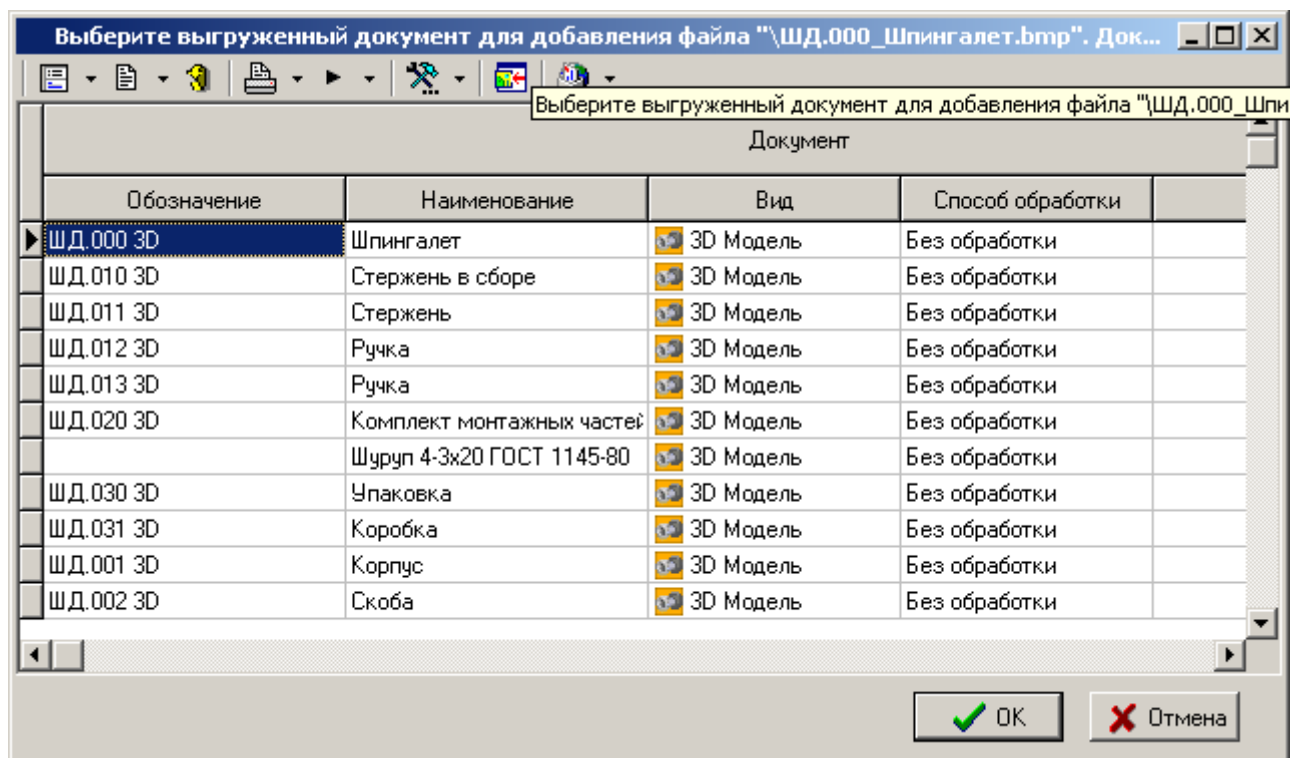 Выберите выгруженный документ для добавления файла "\ШД.000_Шпингалет.bmp". Док...
Выберите выгруженный документ для добавления файла "\ШД.000_Шпи
Документ
Обозначение Наименование Вид Способ обработки
ШД.000 3D Шпингалет 3D Модель Без обработки
ШД.010 3D Стержень в сборе 3D Модель Без обработки
ШД.011 3D Стержень 3D Модель Без обработки
ШД.012 3D Ручка 3D Модель Без обработки
ШД.013 3D Ручка 3D Модель Без обработки
ШД.020 3D Комплект монтажных частей 3D Модель Без обработки
Шуруп 4-3х20 ГОСТ 1145-80 3D Модель Без обработки
ШД.030 3D Упаковка 3D Модель Без обработки
ШД.031 3D Коробка 3D Модель Без обработки
ШД.001 3D Корпус 3D Модель Без обработки
ШД.002 3D Скоба 3D Модель Без обработки
OK Отмена